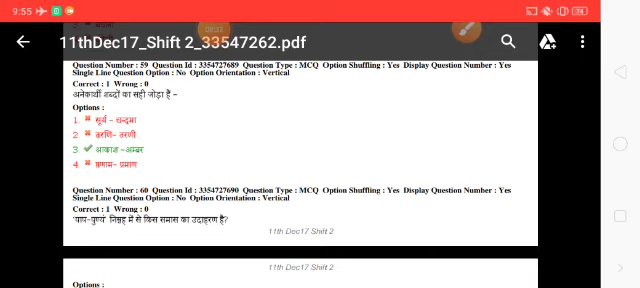 9:55
74
08:32
11thDec17_Shift 2_33547262.pdf
Question Number : 59 Question Id : 3354727689 Question Type : MCQ Option Shuffling : Yes Display Question Number : Yes
Single Line Question Option : No Option Orientation : Vertical
Correct : 1 Wrong : 0
अनेकार्थी शब्दों का सही जोड़ा है –
Options :
1. सूर्य – चन्द्रमा
2. तरणि – तरणी
3. आकाश –अम्बर
4. प्रणाम– प्रमाण
Question Number : 60 Question Id : 3354727690 Question Type : MCQ Option Shuffling : Yes Display Question Number : Yes
Single Line Question Option : No Option Orientation : Vertical
Correct : 1 Wrong : 0
'पाप–पुण्य' निम्न में से किस समास का उदाहरण है?
11th Dec17 Shift 2
11th Dec17 Shift 2
Options :